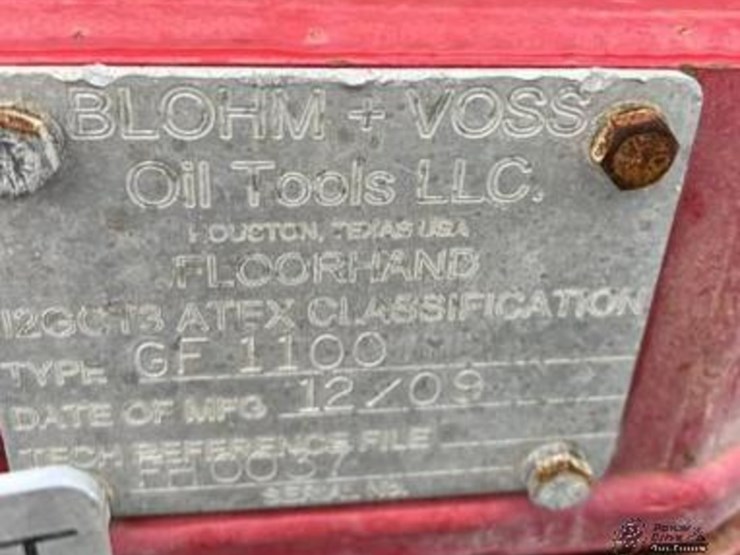 BLOHM + VOSS
Oil Tools LLC.
HOUSTON, TEXAS USA
FLOORHAND
ATEX CLASSIFICATION
TYPE GF 1100
DATE OF MFG 12/09
TECH REFERENCE FILE
FH0037
SERIAL NO.